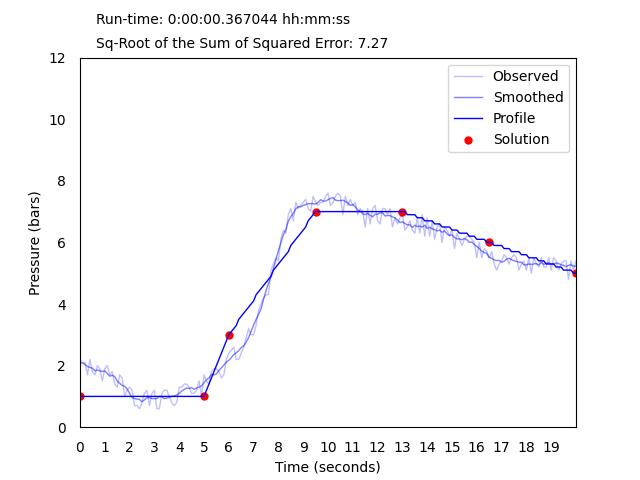 Run-time: 0:00:00.367044 hh:mm:ss
Sq-Root of the Sum of Squared Error: 7.27
12
10
8
6
4
2
0
Pressure (bars)
Observed
Smoothed
Profile
Solution
0 1 2 3 4 5 6 7 8 9 10 11 12 13 14 15 16 17 18 19
Time (seconds)